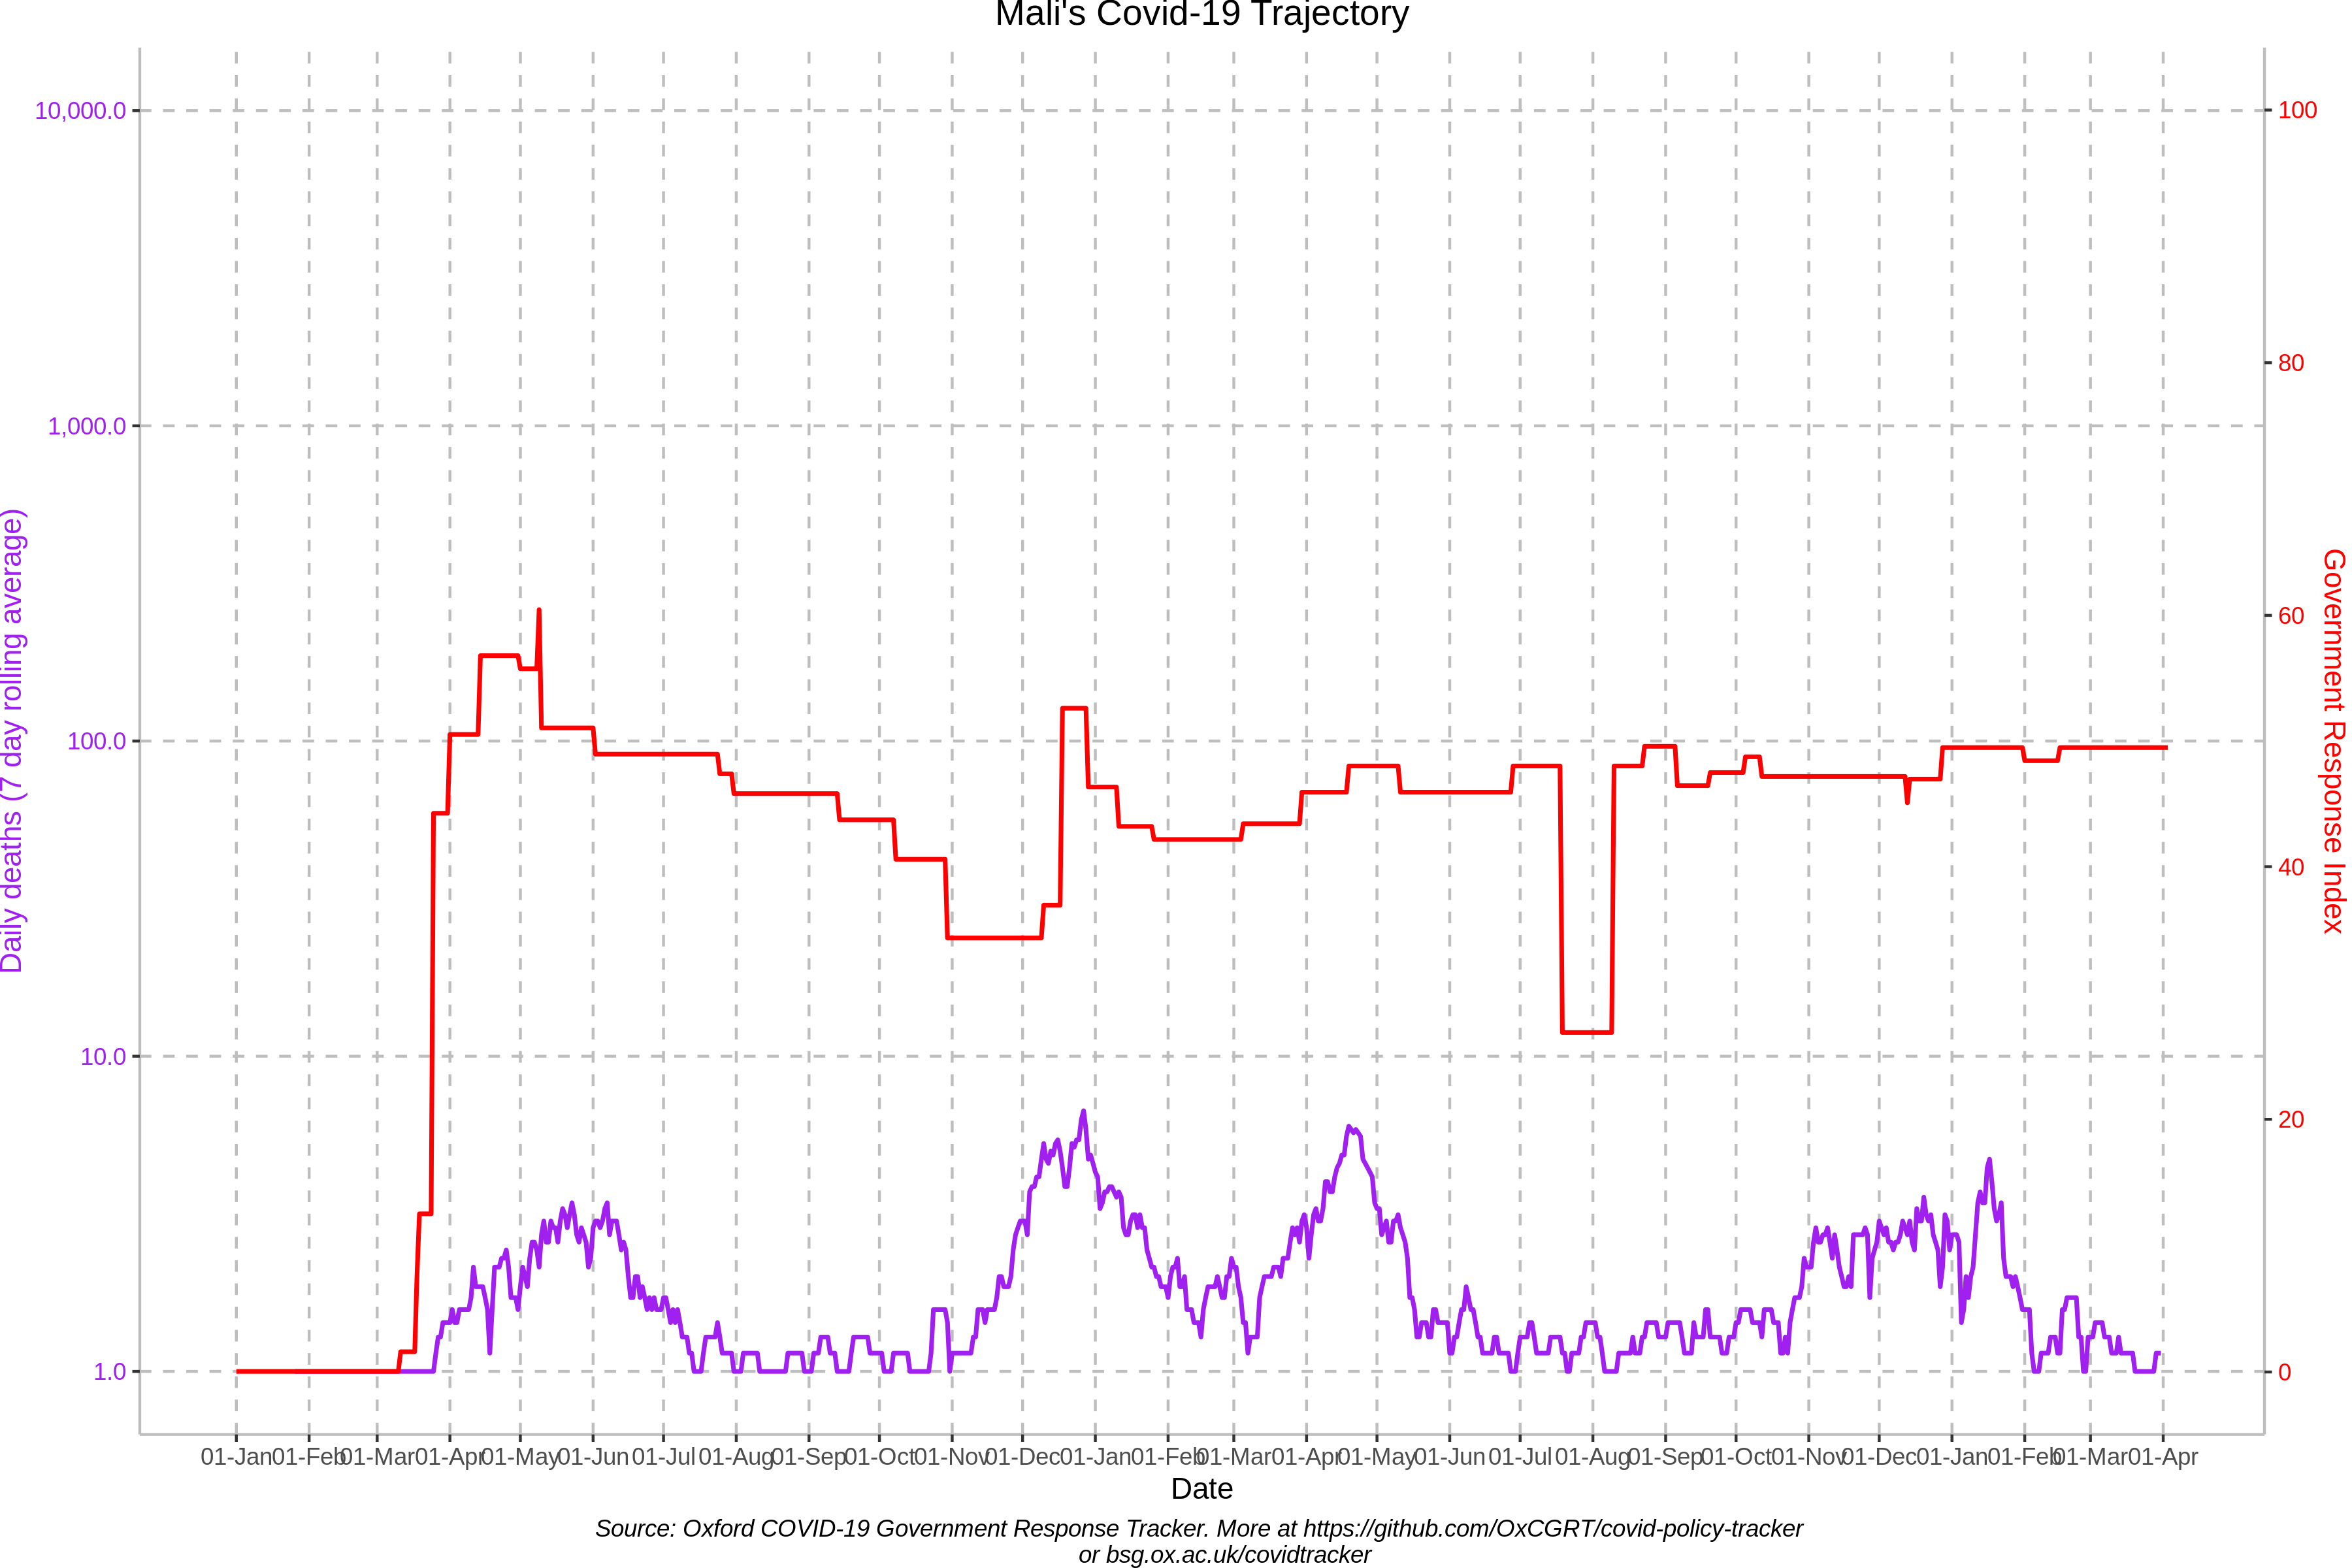 Mali's Covid-19 Trajectory
Daily deaths (7 day rolling average)
10,000.0
1,000.0
100.0
10.0
1.0
100
80
60
40
20
0
Government Response Index
01-Jan 01-Feb 01-Mar 01-Apr 01-May 01-Jun 01-Jul 01-Aug 01-Sep 01-Oct 01-Nov 01-Dec 01-Jan 01-Feb 01-Mar 01-Apr 01-May 01-Jun 01-Jul 01-Aug 01-Sep 01-Oct 01-Nov 01-Dec 01-Jan 01-Feb 01-Mar 01-Apr
Date
Source: Oxford COVID-19 Government Response Tracker. More at https://github.com/OxCGRT/covid-policy-tracker
or bsg.ox.ac.uk/covidtracker